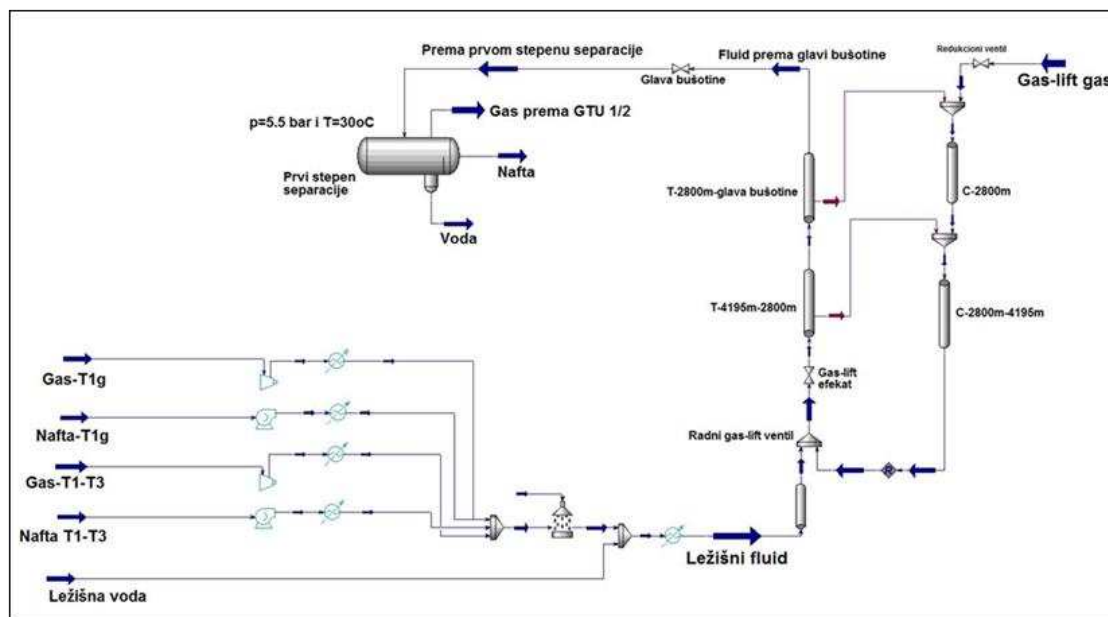 Prema prvom stepenu separacije
Fluid prema glavi bušotine
Redukcioni ventil
Glava bušotine
Gas-lift gas
Gas prema GTU 1/2
p=5.5 bar i T=30oC
Nafta
Prvi stepen
separacije
T-2800m-glava bušotine
C-2800m
Voda
T-4195m-2800m
C-2800m-4195m
Gas-T1g
Gas-lift
efekat
Nafta-T1g
Radni gas-lift ventil
Gas-T1-T3
R
Nafta T1-T3
Ležišni fluid
Ležišna voda